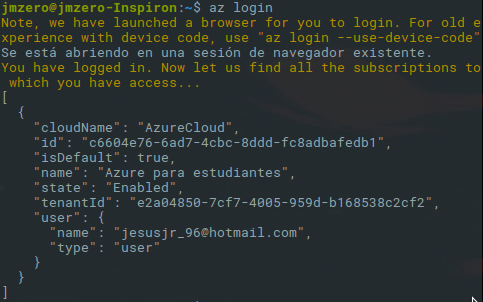 jmzero@jmzero-Inspiron:~$ az login
Note, we have launched a browser for you to login. For old e
xperience with device code, use "az login --use-device-code"
Se está abriendo en una sesión de navegador existente.
You have logged in. Now let us find all the subscriptions to
 which you have access...
[
  {
    "cloudName": "AzureCloud",
    "id": "c6604e76-6ad7-4cbc-8ddd-fc8adbafedb1",
    "isDefault": true,
    "name": "Azure para estudiantes",
    "state": "Enabled",
    "tenantId": "e2a04850-7cf7-4005-959d-b168538c2cf2",
    "user": {
      "name": "jesusjr_96@hotmail.com",
      "type": "user"
    }
  }
]